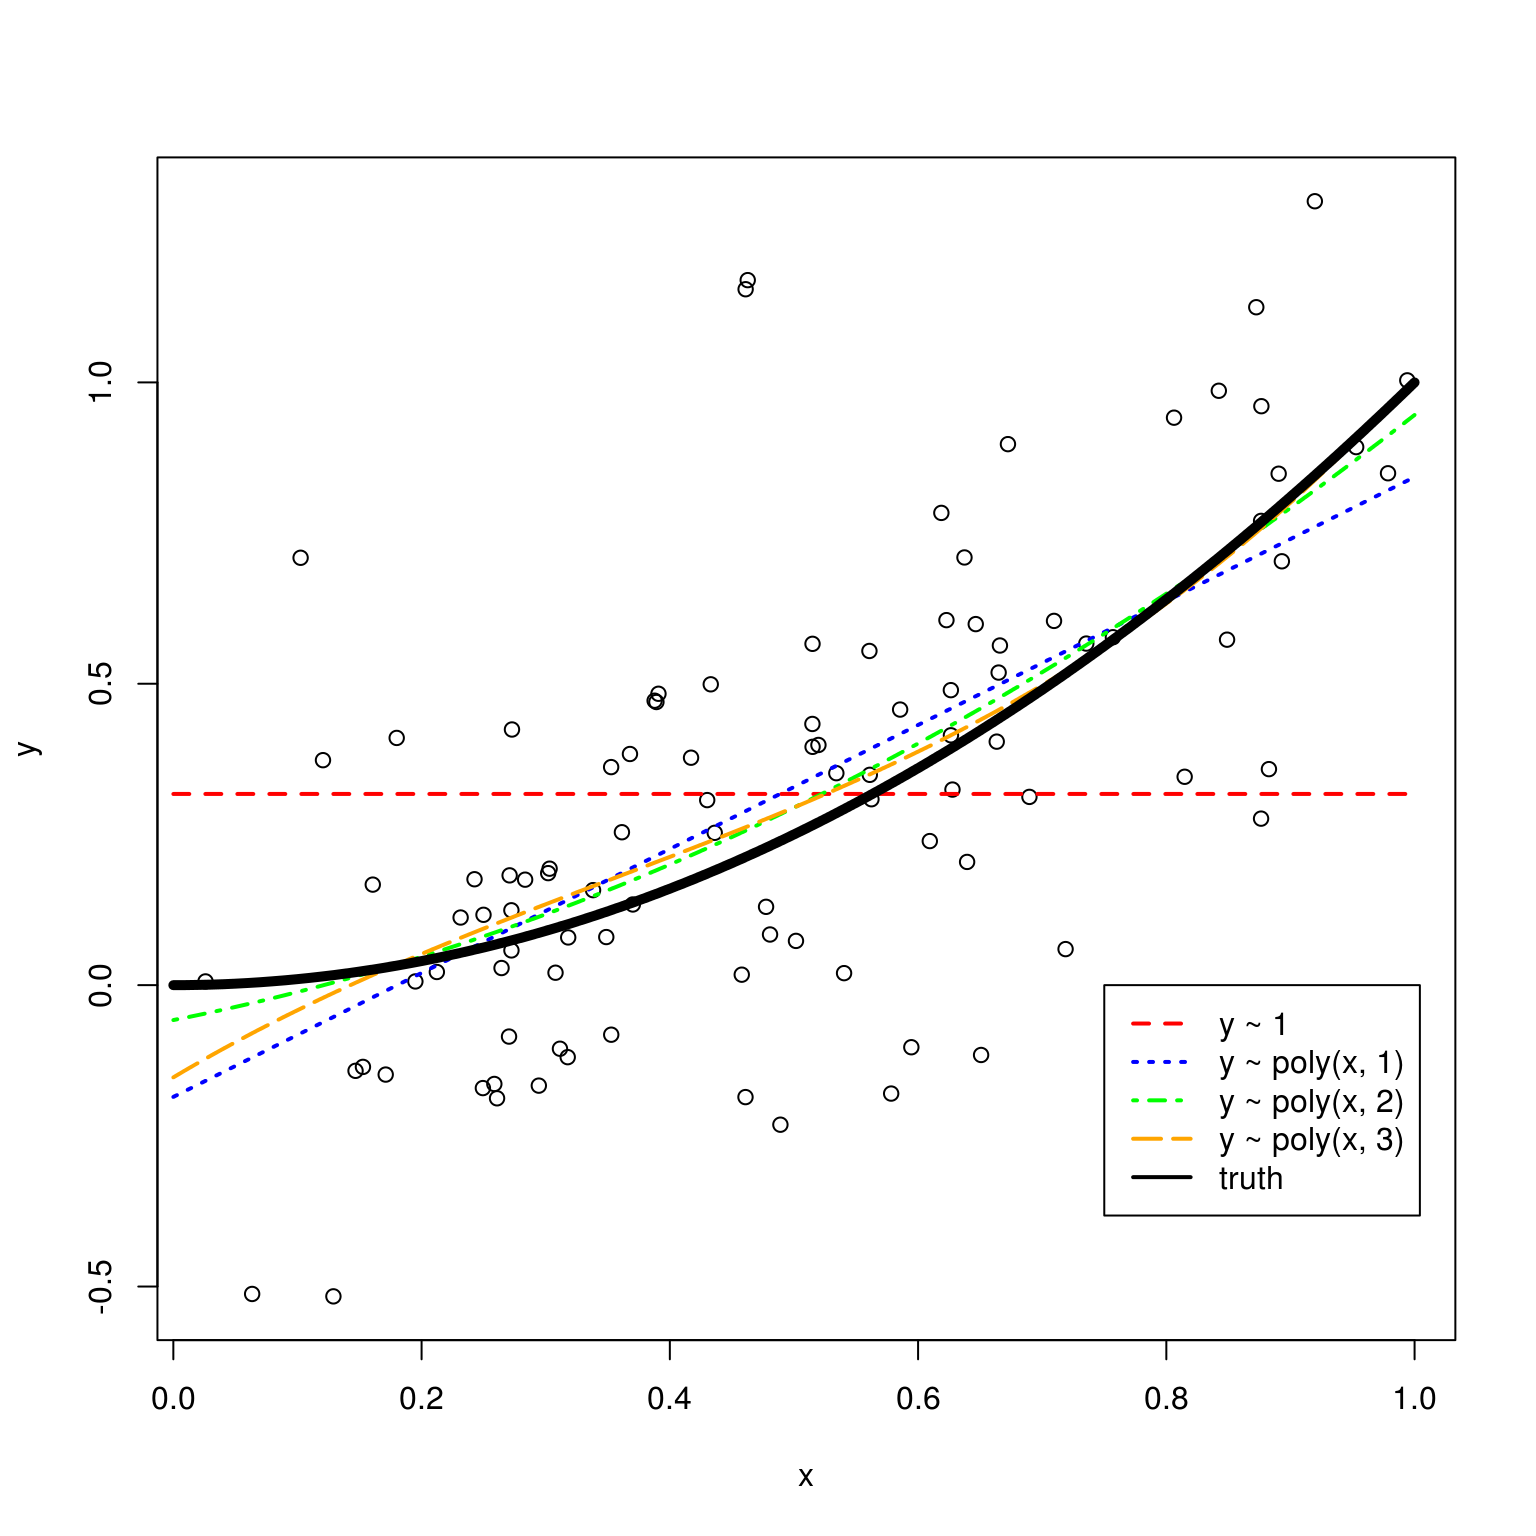 y
1.0
0.5
0.0
-0.5
y ~ 1
y ~ poly(x, 1)
y ~ poly(x, 2)
y ~ poly(x, 3)
truth
0.0 0.2 0.4 0.6 0.8 1.0
x